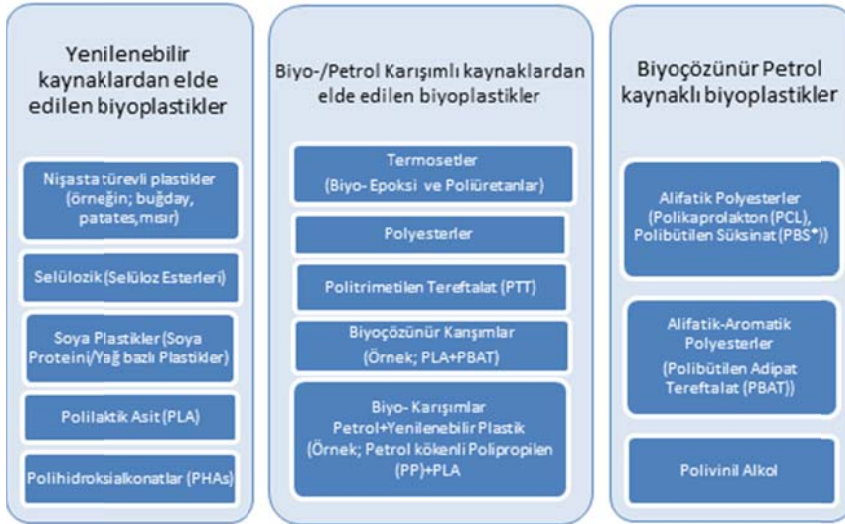 Yenilenebilir
kaynaklardan elde
edilen biyoplastikler
Nişasta türevli plastikler
(örneğin; buğday,
patates,mısır)
Selülozik(Selüloz Esterleri)
Soya Plastikler(Soya
Proteini/Yağ bazlı Plastikler)
Polilaktik Asit (PLA)
Polihidroksialkonatlar (PHAs)
Biyo-/Petrol Karışımlı kaynaklardan
elde edilen biyoplastikler
Termosetler
(Biyo- Epoksi ve Poliüretanlar)
Polyesterler
Politrimetilen Tereftalat (PTT)
Biyoçözünür Karışımlar
(Örnek; PLA+PBAT)
Biyo- Karışımlar
Petrol+Yenilenebilir Plastik
(Örnek; Petrol kökenli Polipropilen
(PP)+PLA
Biyoçözünür Petrol
kaynaklı biyoplastikler
Alifatik Polyesterler
(Polikaprolakton (PCL),
Polibütilen Süksinat (PBS*))
Alifatik-Aromatik
Polyesterler
(Polibütilen Adipat
Tereftalat (PBAT))
Polivinil Alkol